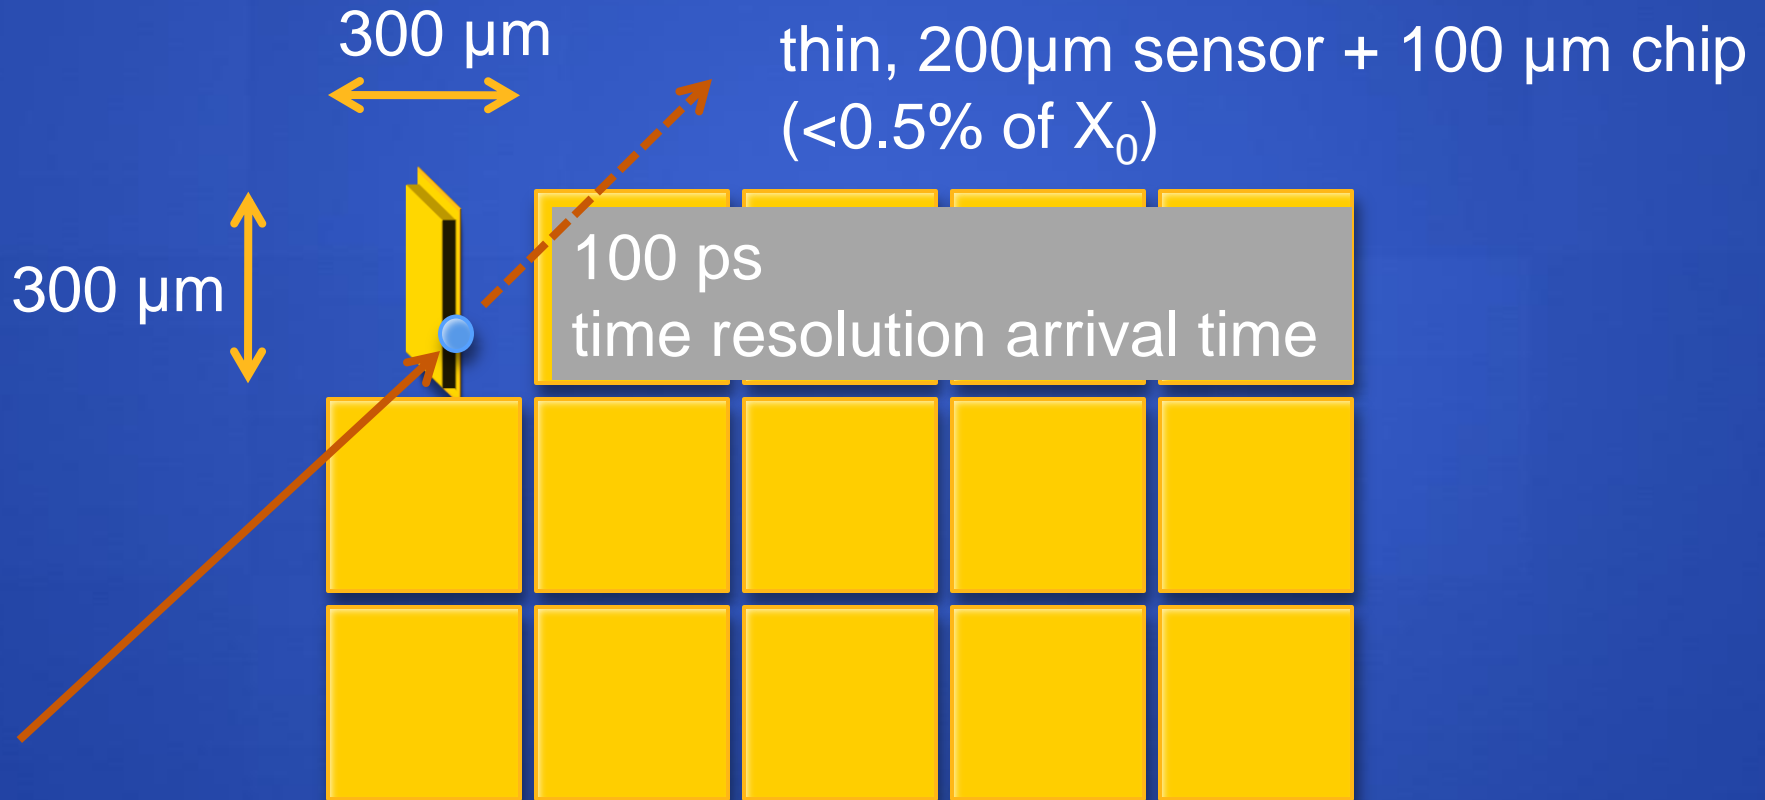 300 µm
thin, 200µm sensor + 100 µm chip
(<0.5% of X₀)
300 µm
100 ps
time resolution arrival time